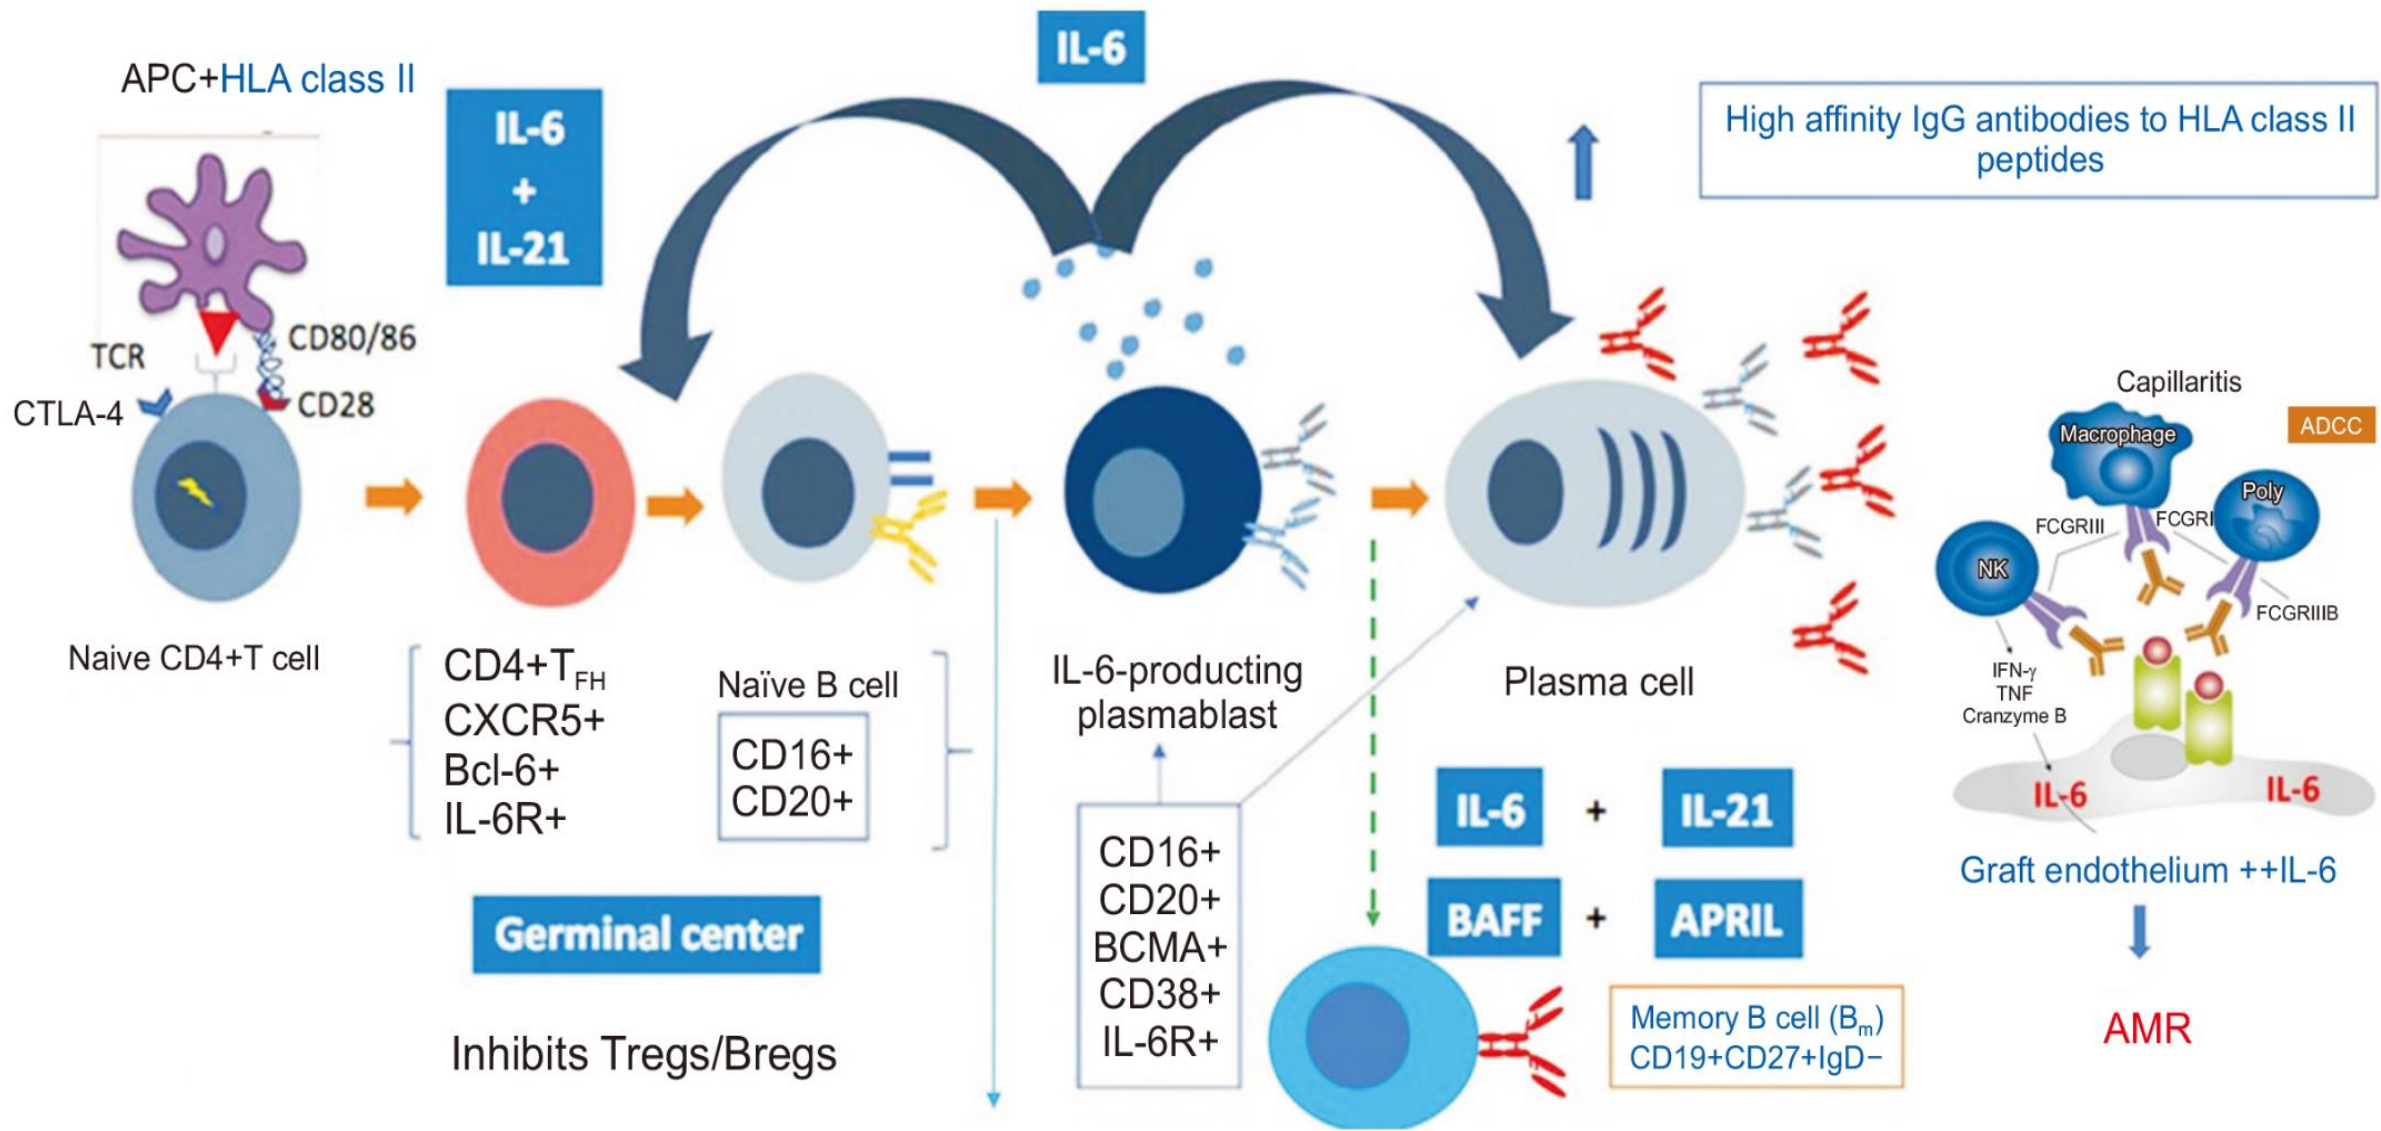 APC+HLA class II
IL-6
+
IL-21
IL-6
High affinity IgG antibodies to HLA class II
peptides
TCR
CD80/86
CTLA-4
CD28
Naive CD4+T cell
CD4+TFH
CXCR5+
Bcl-6+
IL-6R+
Naïve B cell
CD16+
CD20+
Germinal center
Inhibits Tregs/Bregs
IL-6-producting
plasmablast
CD16+
CD20+
BCMA+
CD38+
IL-6R+
Plasma cell
IL-6
+
IL-21
BAFF
+
APRIL
Memory B cell (Bm)
CD19+CD27+IgD−
Capillaritis
ADCC
Macrophage
Poly
NK
FCGRIII
FCGRI
FCGRIIIB
IFN-γ
TNF
Cranzyme B
IL-6
IL-6
Graft endothelium ++IL-6
AMR